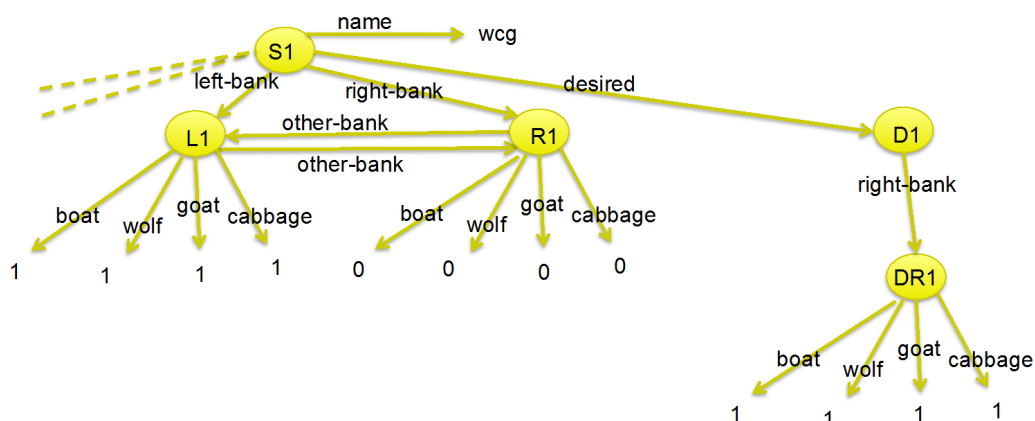 name
S1
wcg
left-bank
right-bank
desired
other-bank
L1
R1
D1
other-bank
right-bank
boat
wolf
goat
cabbage
boat
wolf
goat
cabbage
1
1
1
1
0
0
0
0
DR1
boat
wolf
goat
cabbage
1
1
1
1